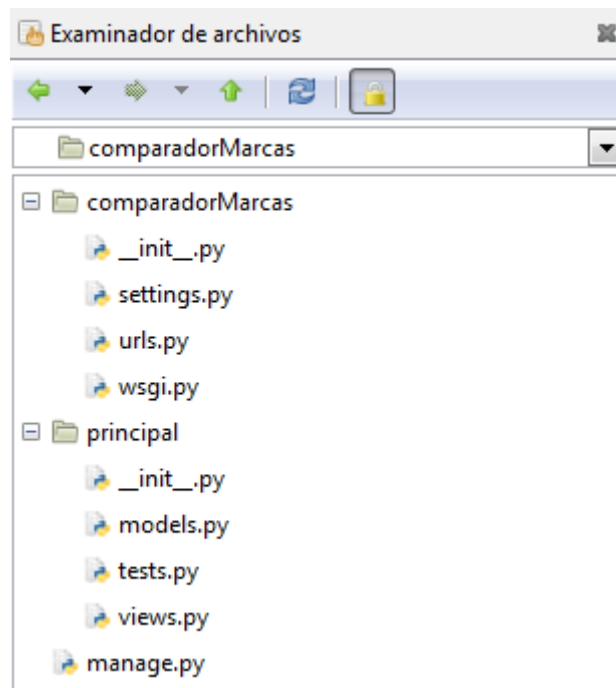 Examinador de archivos
comparadorMarcas
comparadorMarcas
__init__.py
settings.py
urls.py
wsgi.py
principal
__init__.py
models.py
tests.py
views.py
manage.py